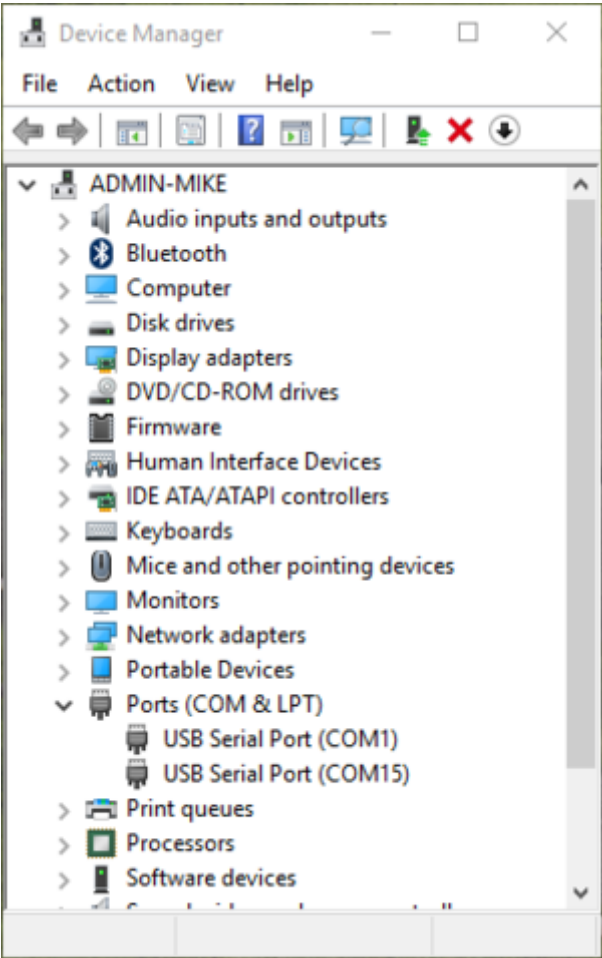 Device Manager
File Action View Help
ADMIN-MIKE
Audio inputs and outputs
Bluetooth
Computer
Disk drives
Display adapters
DVD/CD-ROM drives
Firmware
Human Interface Devices
IDE ATA/ATAPI controllers
Keyboards
Mice and other pointing devices
Monitors
Network adapters
Portable Devices
Ports (COM & LPT)
USB Serial Port (COM1)
USB Serial Port (COM15)
Print queues
Processors
Software devices